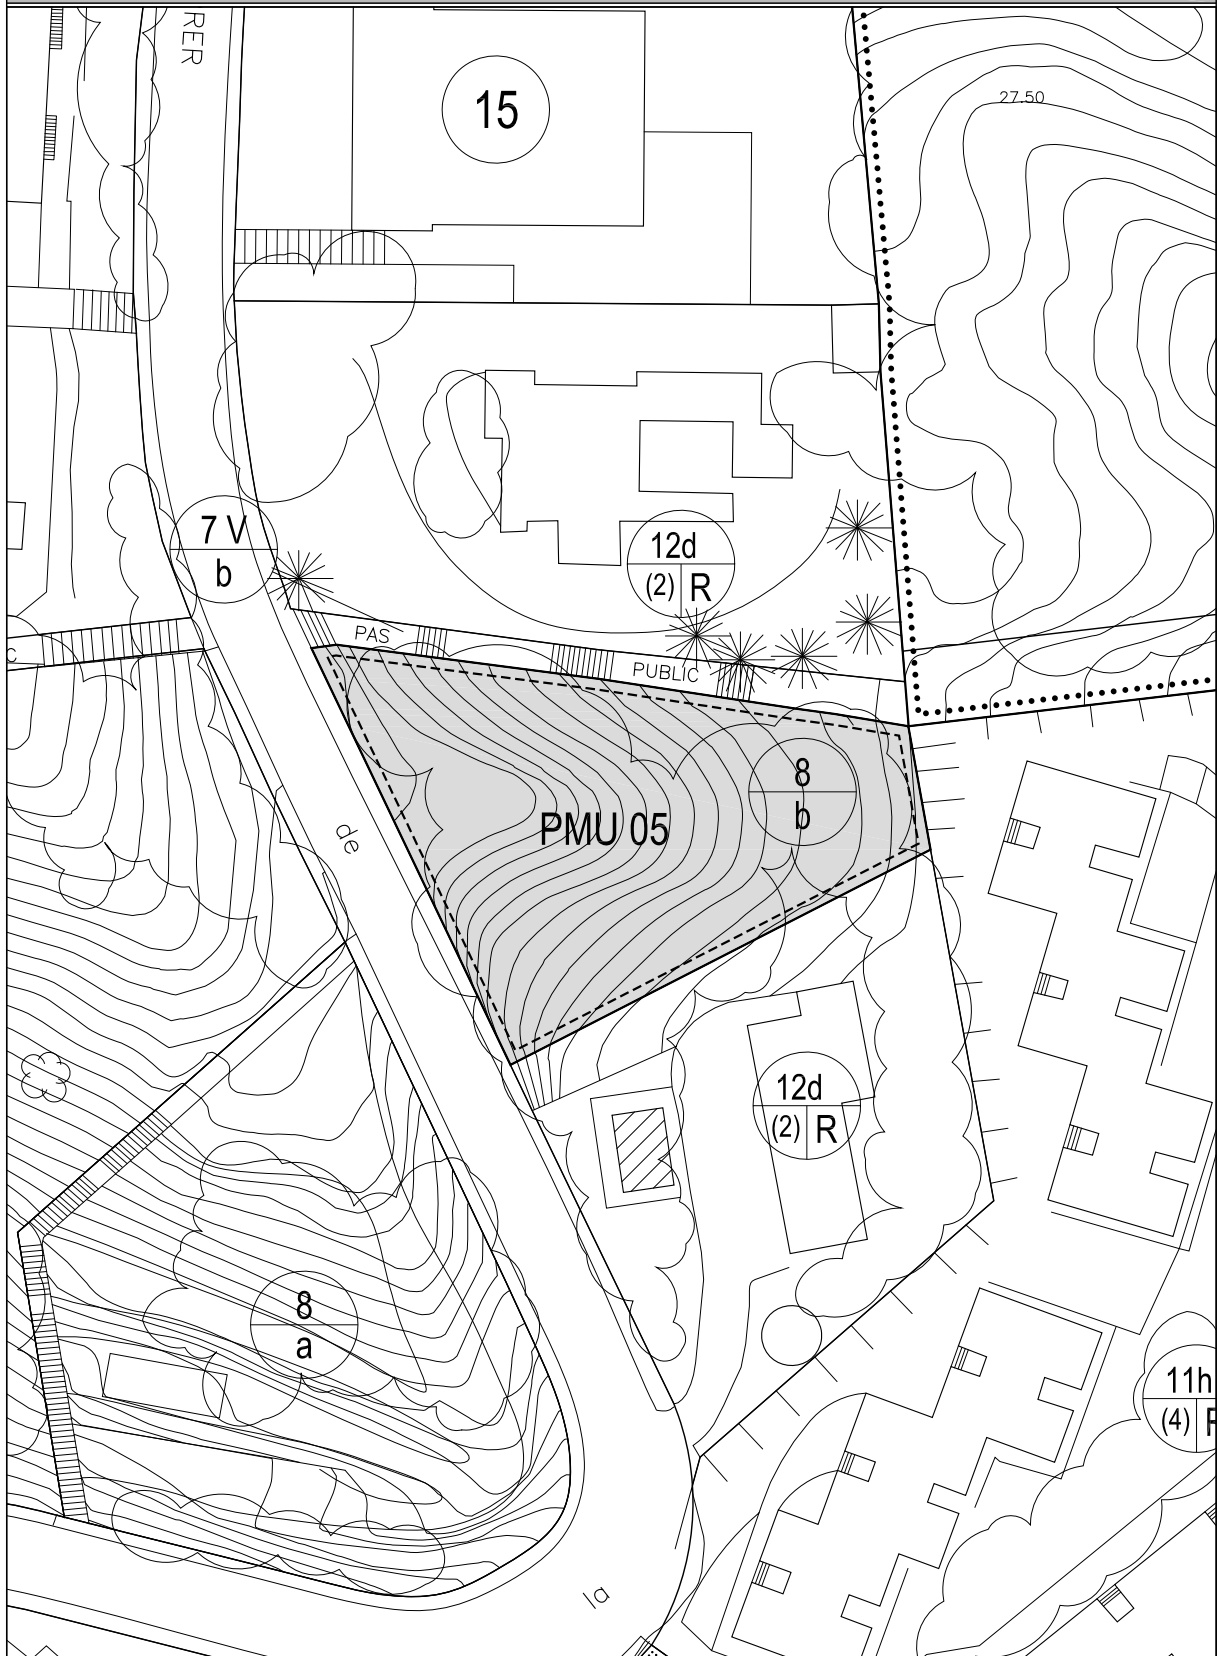 RER
15
27.50
7 V
b
12d
(2) R
PAS
PUBLIC
C
8
b
PMU 05
de
12d
(2) R
8
a
11h
(4)
la